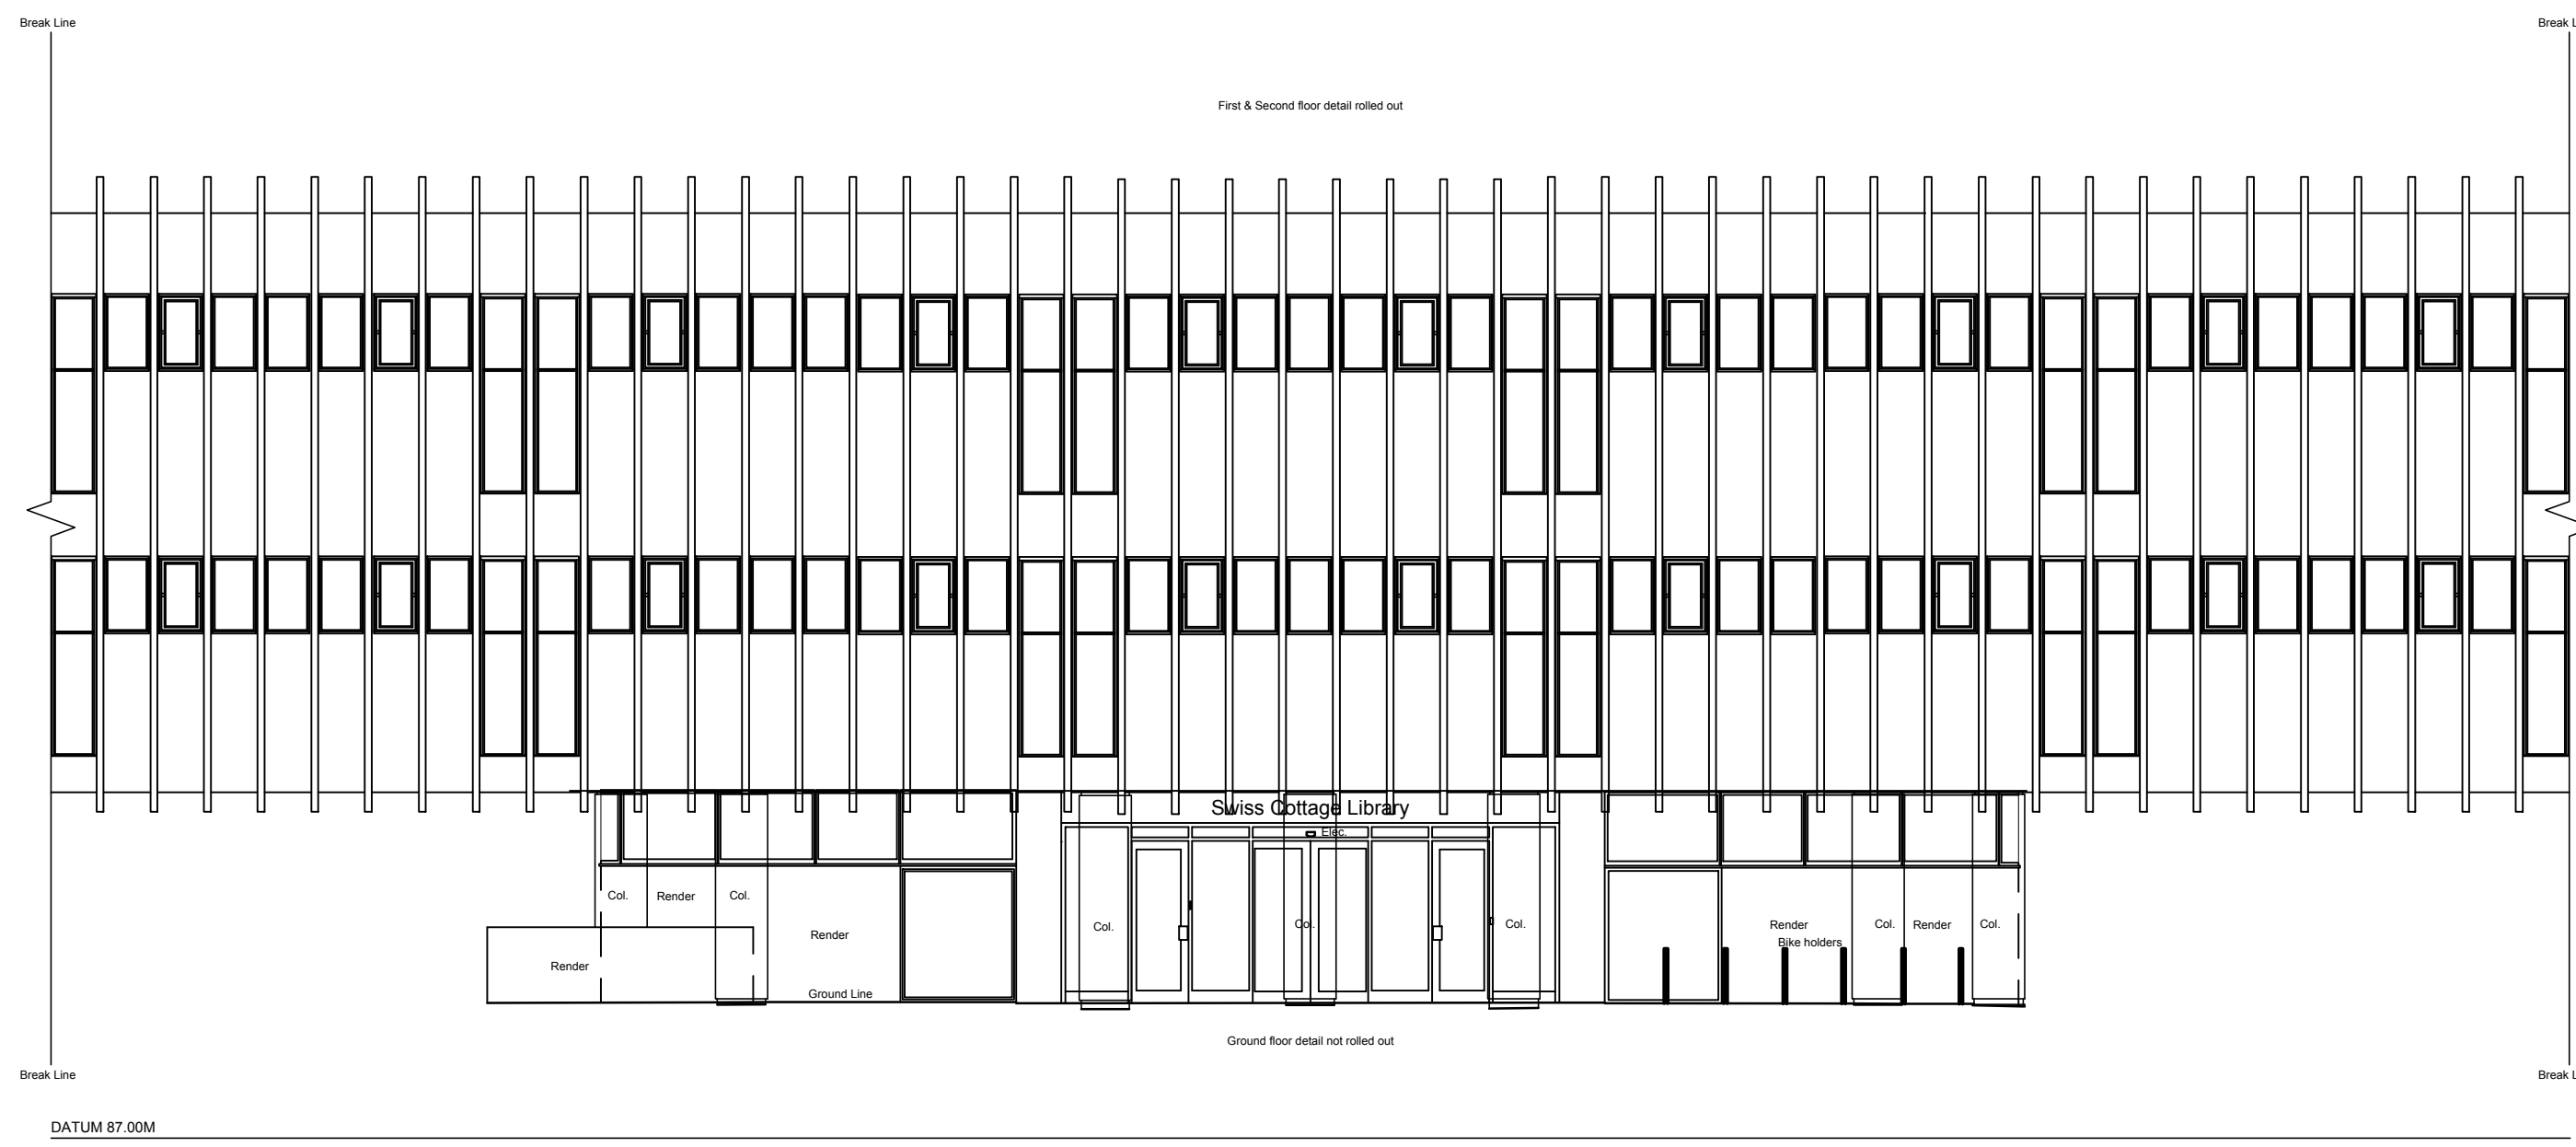 Break Line
Break L
First & Second floor detail rolled out
Swiss Cottage Library
Elec.
Col.
Render
Col.
Render
Render
Ground Line
Col.
Col.
Col.
Render
Bike holders
Col.
Render
Col.
Ground floor detail not rolled out
Break Line
Break L
DATUM 87.00M